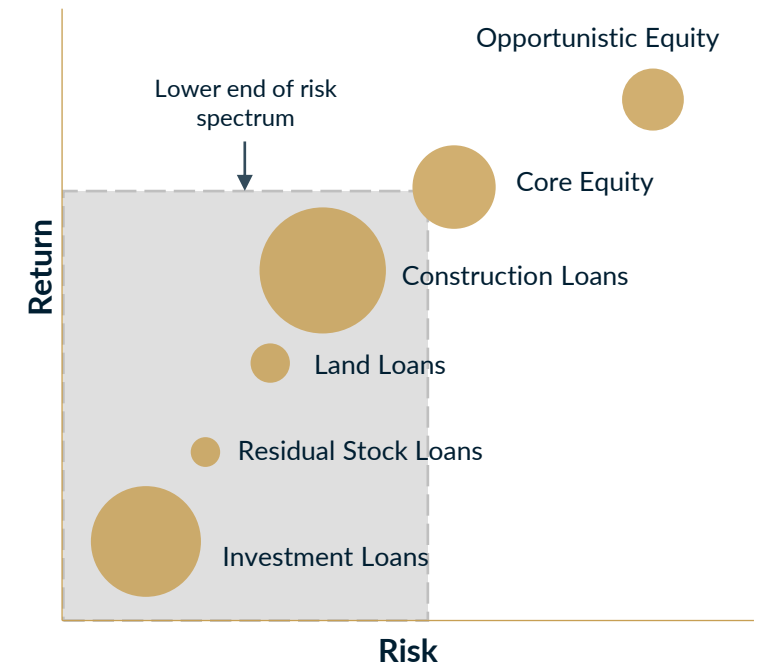 Opportunistic Equity
Lower end of risk
spectrum
Core Equity
Return
Construction Loans
Land Loans
Residual Stock Loans
Investment Loans
Risk